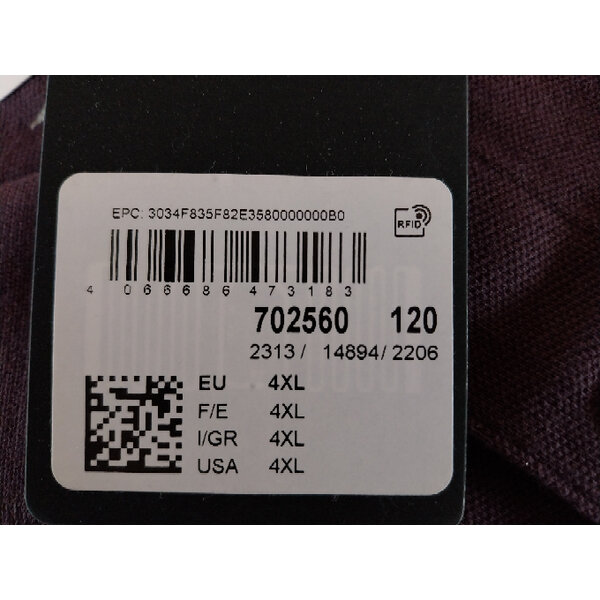 EPC: 3034F835F82E3580000000B0
RFID
4 066686 473183
702560 120
2313 / 14894 / 2206
EU 4XL
F/E 4XL
I/GR 4XL
USA 4XL